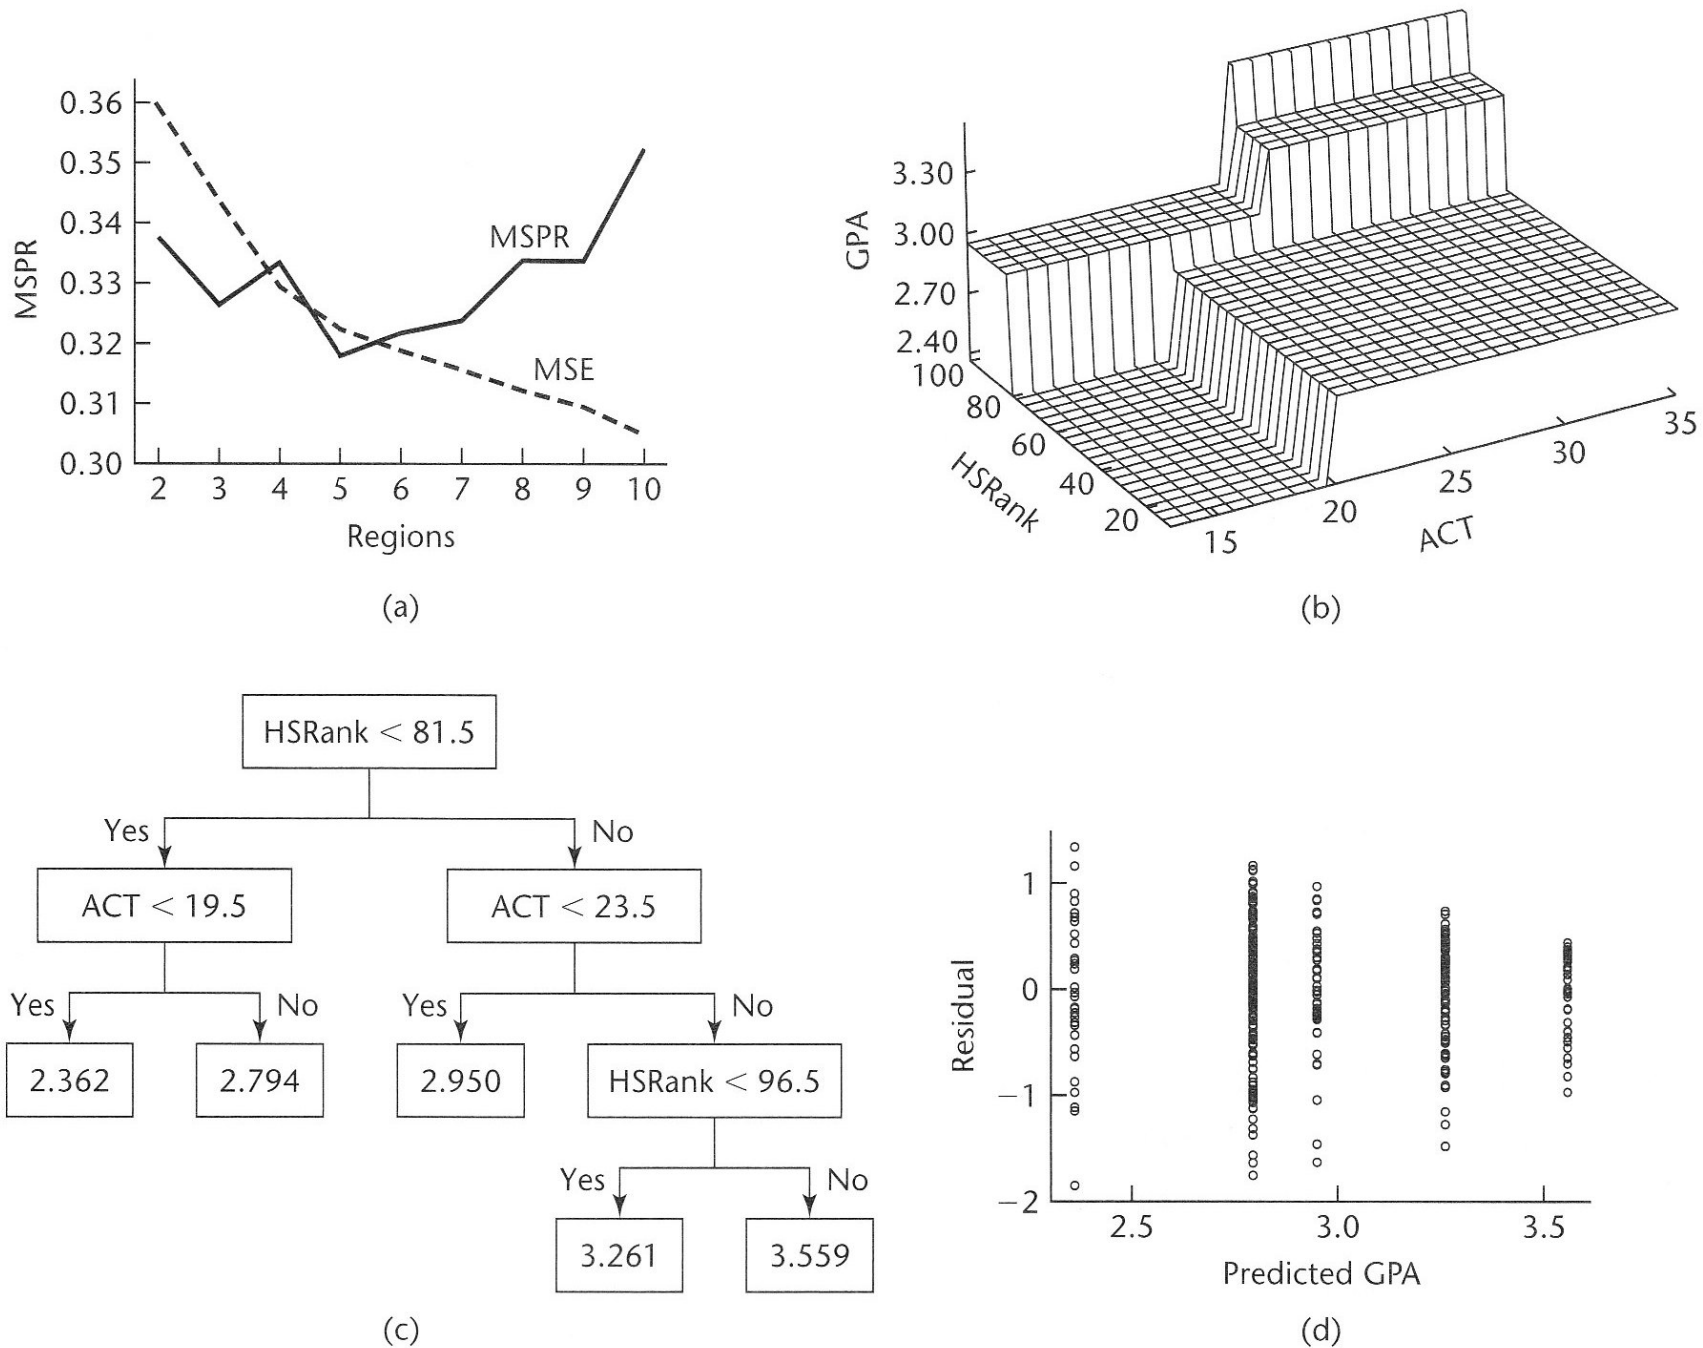 0.36
0.35
0.34
0.33
0.32
0.31
0.30
MSPR
MSPR
MSE
2 3 4 5 6 7 8 9 10
Regions
(a)
3.30
3.00
2.70
2.40
GPA
100
80
60
40
20
HSRank
15
20
25
30
35
ACT
(b)
HSRank < 81.5
Yes
No
ACT < 19.5
ACT < 23.5
Yes
No
Yes
No
2.362
2.794
2.950
HSRank < 96.5
Yes
No
3.261
3.559
(c)
1
0
−1
−2
Residual
2.5 3.0 3.5
Predicted GPA
(d)